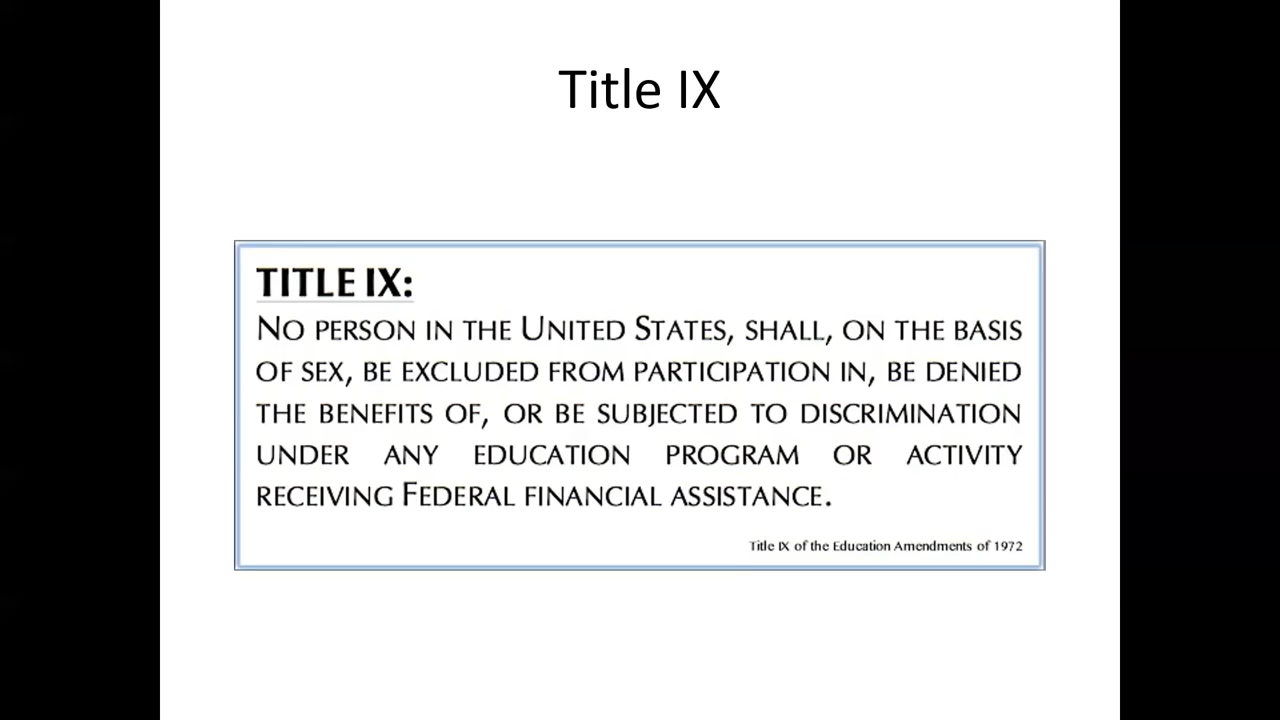 Title IX
TITLE IX:
NO PERSON IN THE UNITED STATES, SHALL, ON THE BASIS
OF SEX, BE EXCLUDED FROM PARTICIPATION IN, BE DENIED
THE BENEFITS OF, OR BE SUBJECTED TO DISCRIMINATION
UNDER ANY EDUCATION PROGRAM OR ACTIVITY
RECEIVING FEDERAL FINANCIAL ASSISTANCE.
Title IX of the Education Amendments of 1972